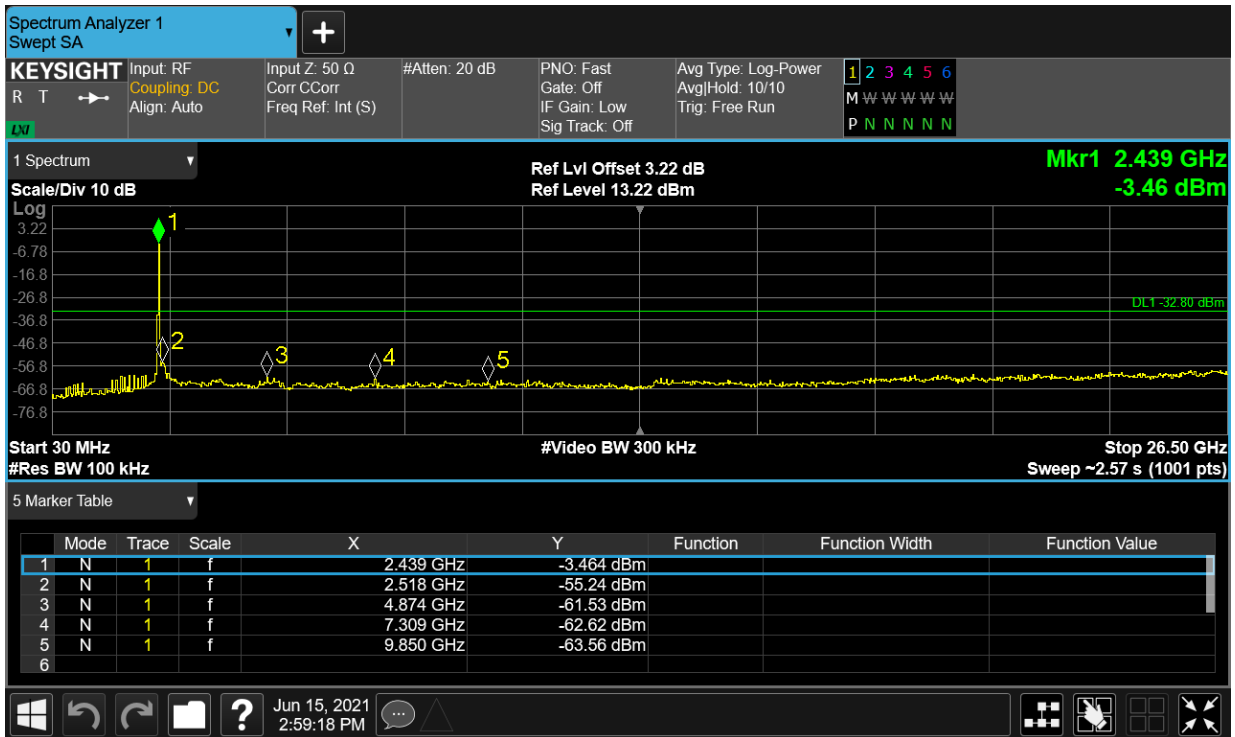 Spectrum Analyzer 1
Swept SA
KEYSIGHT
R T
LXI
Input: RF
Coupling: DC
Align: Auto
Input Z: 50 Ω
Corr CCorr
Freq Ref: Int (S)
#Atten: 20 dB
PNO: Fast
Gate: Off
IF Gain: Low
Sig Track: Off
Avg Type: Log-Power
Avg|Hold: 10/10
Trig: Free Run
1 2 3 4 5 6
M W W W W W
P N N N N N
1 Spectrum
Scale/Div 10 dB
Ref Lvl Offset 3.22 dB
Ref Level 13.22 dBm
Mkr1 2.439 GHz
-3.46 dBm
Log
3.22
-6.78
-16.8
-26.8
-36.8
-46.8
-56.8
-66.8
-76.8
1
2
3
4
5
DL1 -32.80 dBm
Start 30 MHz
#Res BW 100 kHz
#Video BW 300 kHz
Stop 26.50 GHz
Sweep ~2.57 s (1001 pts)
5 Marker Table
Mode Trace Scale X Y Function Function Width Function Value
1 N 1 f 2.439 GHz -3.464 dBm
2 N 1 f 2.518 GHz -55.24 dBm
3 N 1 f 4.874 GHz -61.53 dBm
4 N 1 f 7.309 GHz -62.62 dBm
5 N 1 f 9.850 GHz -63.56 dBm
6
?
Jun 15, 2021
2:59:18 PM